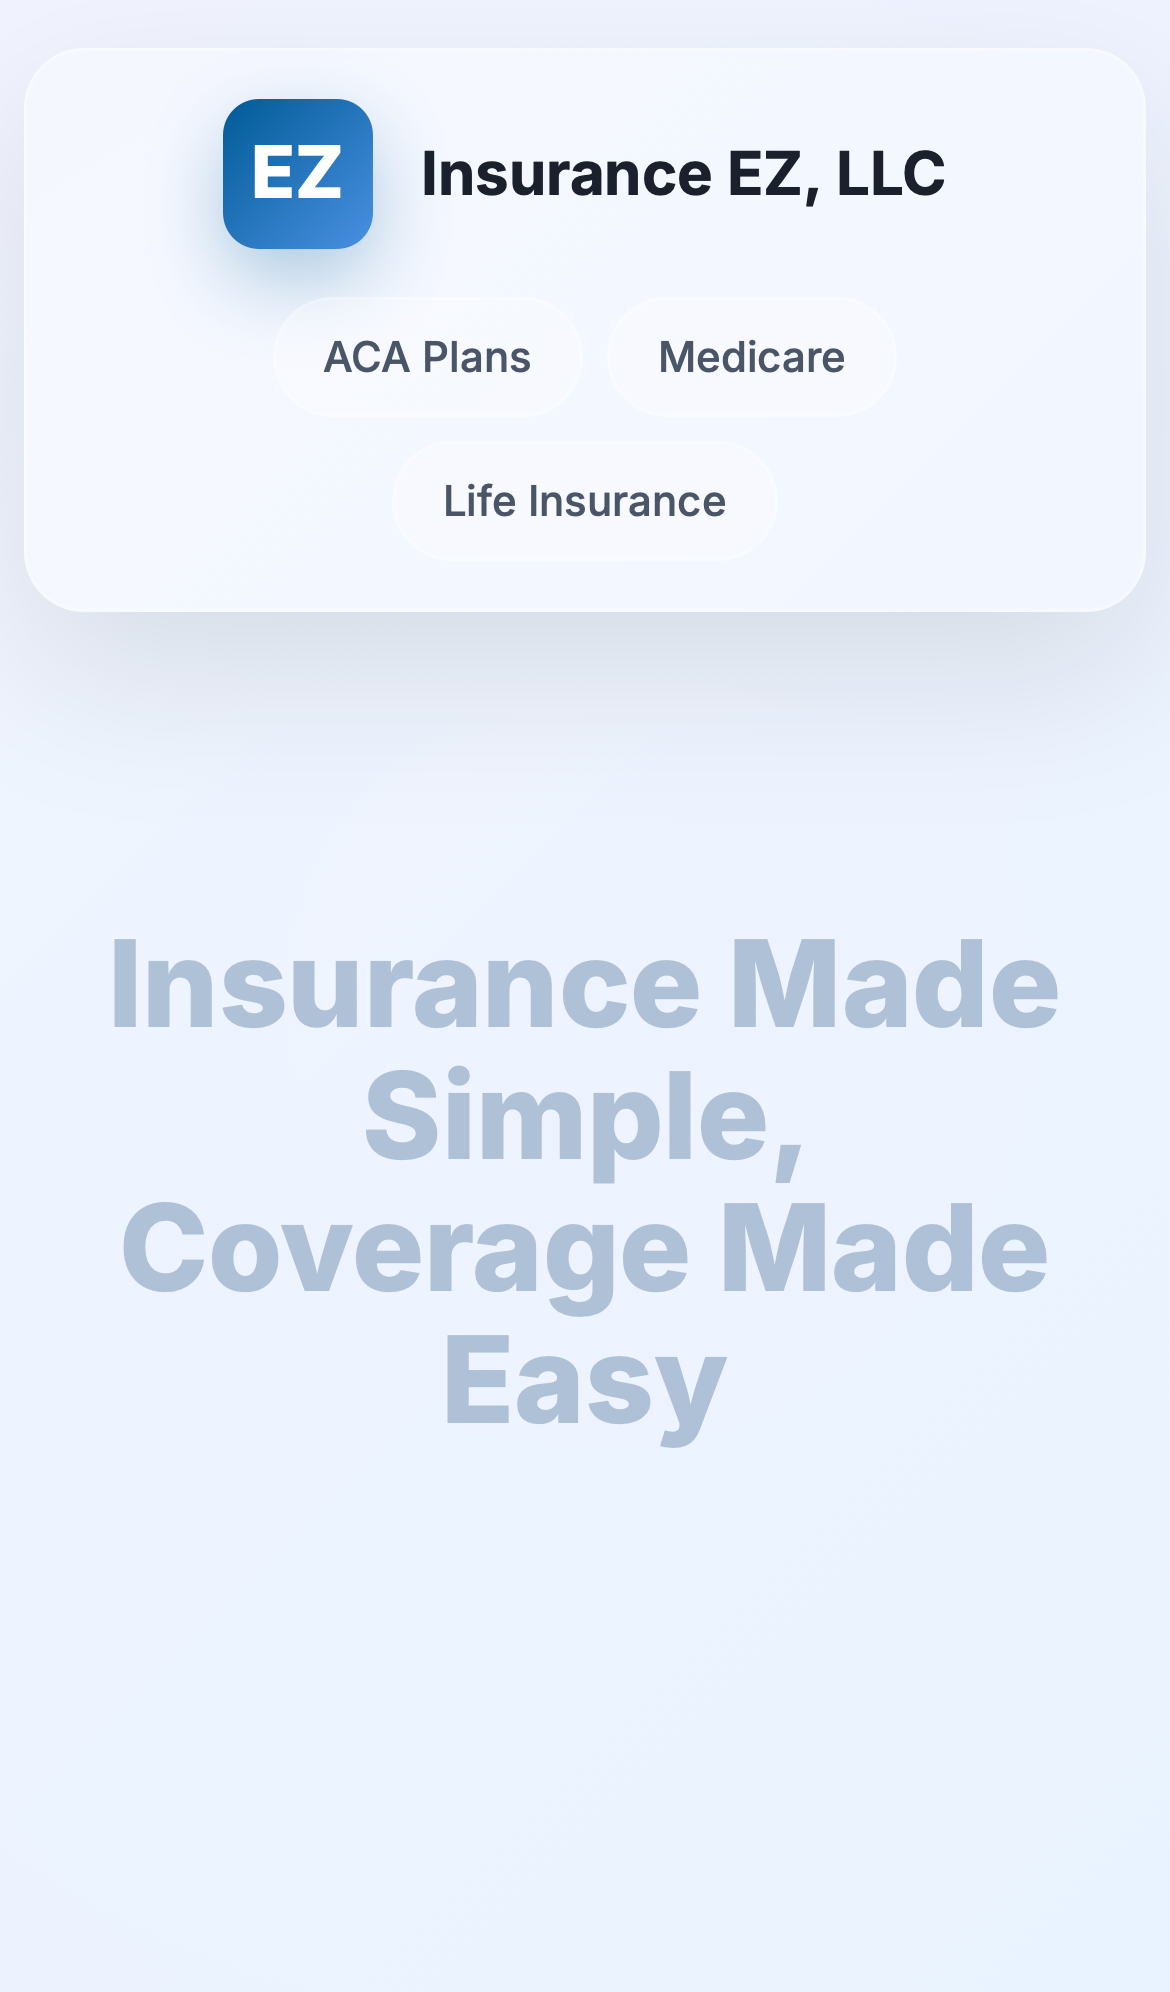 EZ
Insurance EZ, LLC
ACA Plans
Medicare
Life Insurance
Insurance Made
Simple,
Coverage Made
Easy